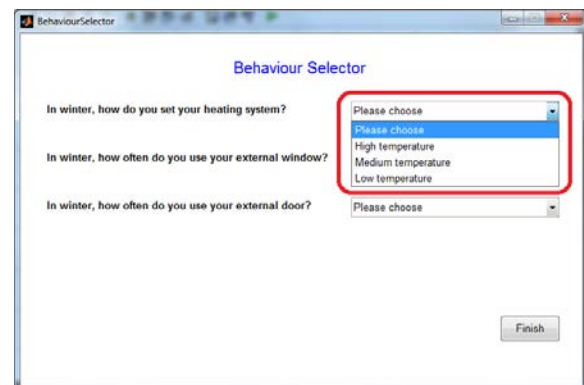 BehaviourSelector
Behaviour Selector
In winter, how do you set your heating system?
Please choose
Please choose
High temperature
Medium temperature
Low temperature
In winter, how often do you use your external window?
In winter, how often do you use your external door?
Please choose
Finish